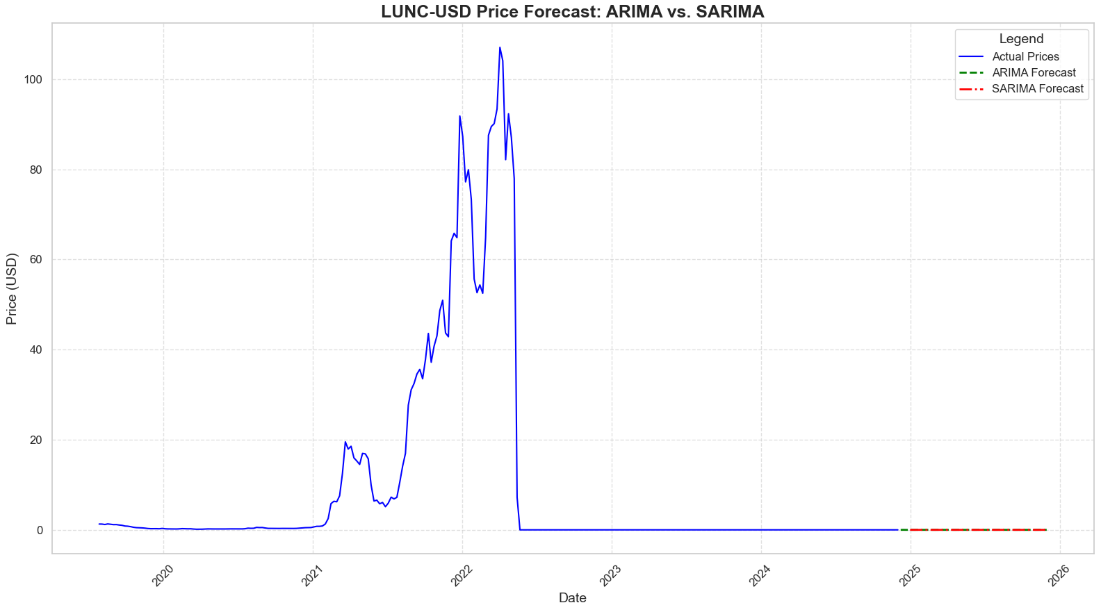 LUNC-USD Price Forecast: ARIMA vs. SARIMA
Legend
Actual Prices
ARIMA Forecast
SARIMA Forecast
Price (USD)
100
80
60
40
20
0
2020
2021
2022
2023
2024
2025
2026
Date